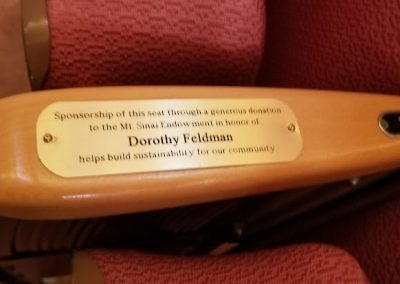 Sponsorship of this seat through a generous donation
to the Mt. Sinai Endowment in honor of
Dorothy Feldman
helps build sustainability for our community